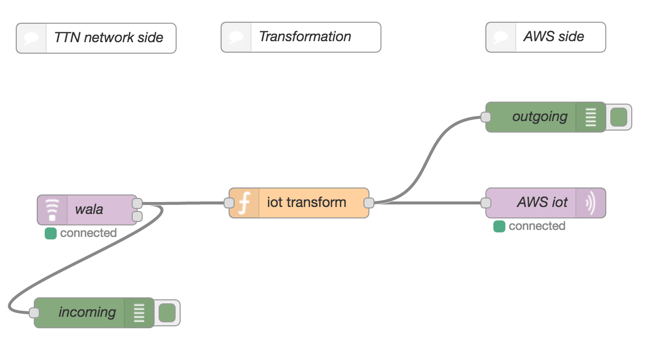 TTN network side
Transformation
AWS side
outgoing
wala
iot transform
AWS iot
connected
connected
incoming